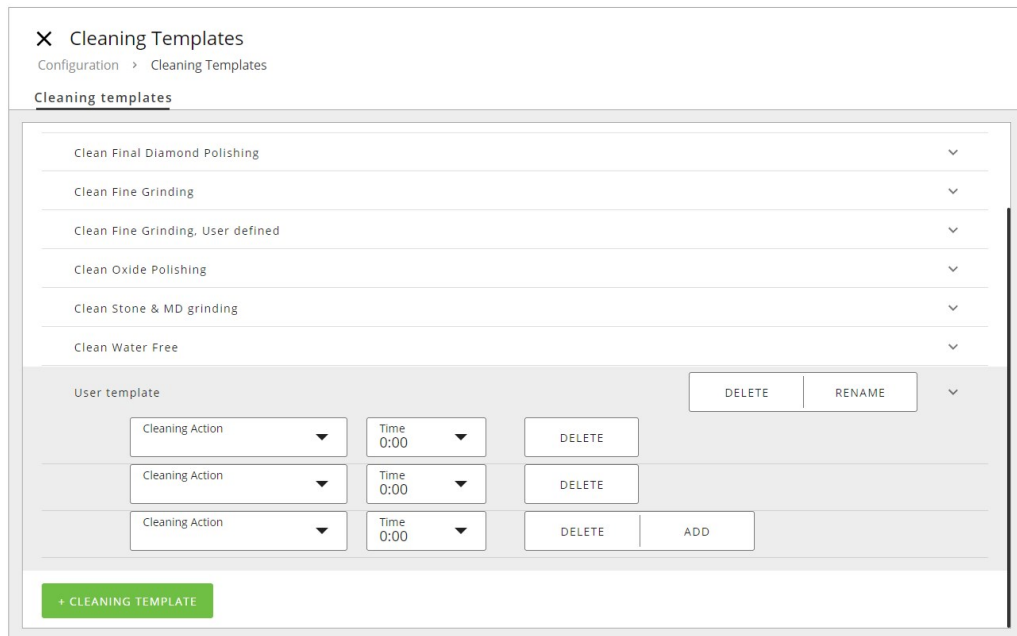 Cleaning Templates
Configuration > Cleaning Templates
Cleaning templates
Clean Final Diamond Polishing
Clean Fine Grinding
Clean Fine Grinding, User defined
Clean Oxide Polishing
Clean Stone & MD grinding
Clean Water Free
User template DELETE RENAME
Cleaning Action Time 0:00 DELETE
Cleaning Action Time 0:00 DELETE
Cleaning Action Time 0:00 DELETE ADD
+ CLEANING TEMPLATE